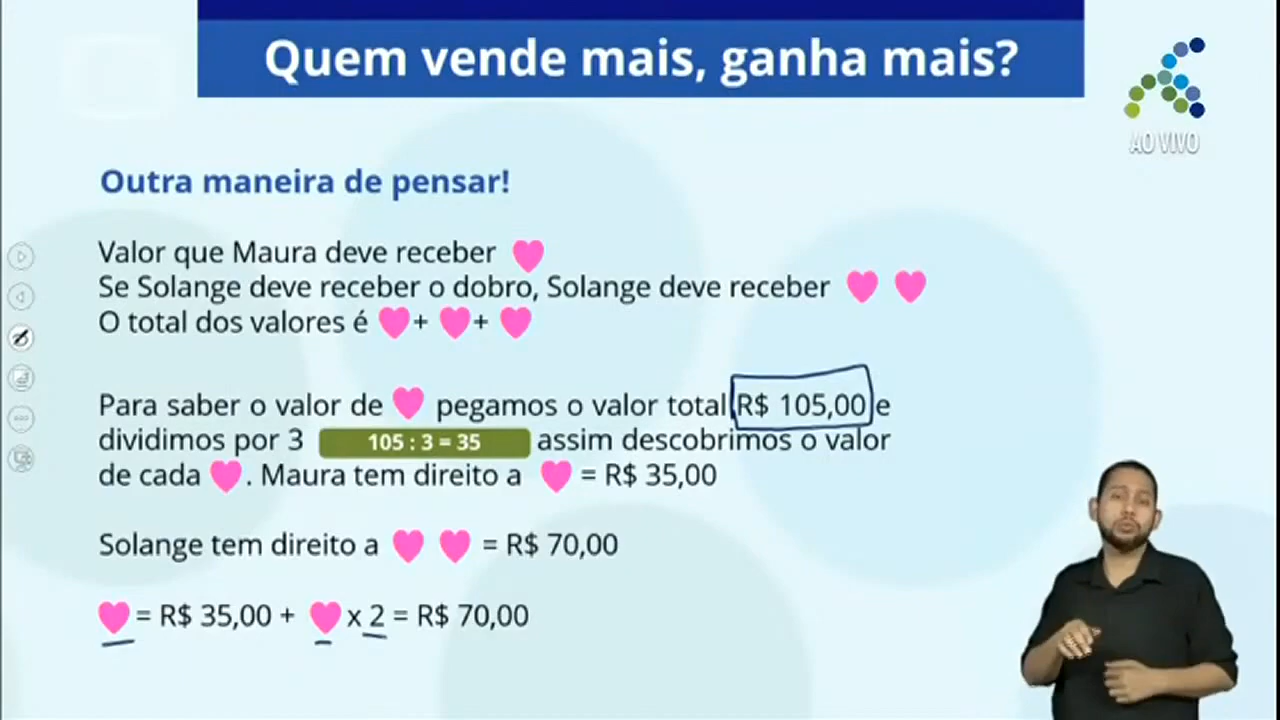 Quem vende mais, ganha mais?
AO VIVO
Outra maneira de pensar!
Valor que Maura deve receber
Se Solange deve receber o dobro, Solange deve receber
O total dos valores é + +
Para saber o valor de pegamos o valor total R$ 105,00 e
dividimos por 3 105 : 3 = 35 assim descobrimos o valor
de cada . Maura tem direito a = R$ 35,00
Solange tem direito a = R$ 70,00
= R$ 35,00 + x 2 = R$ 70,00